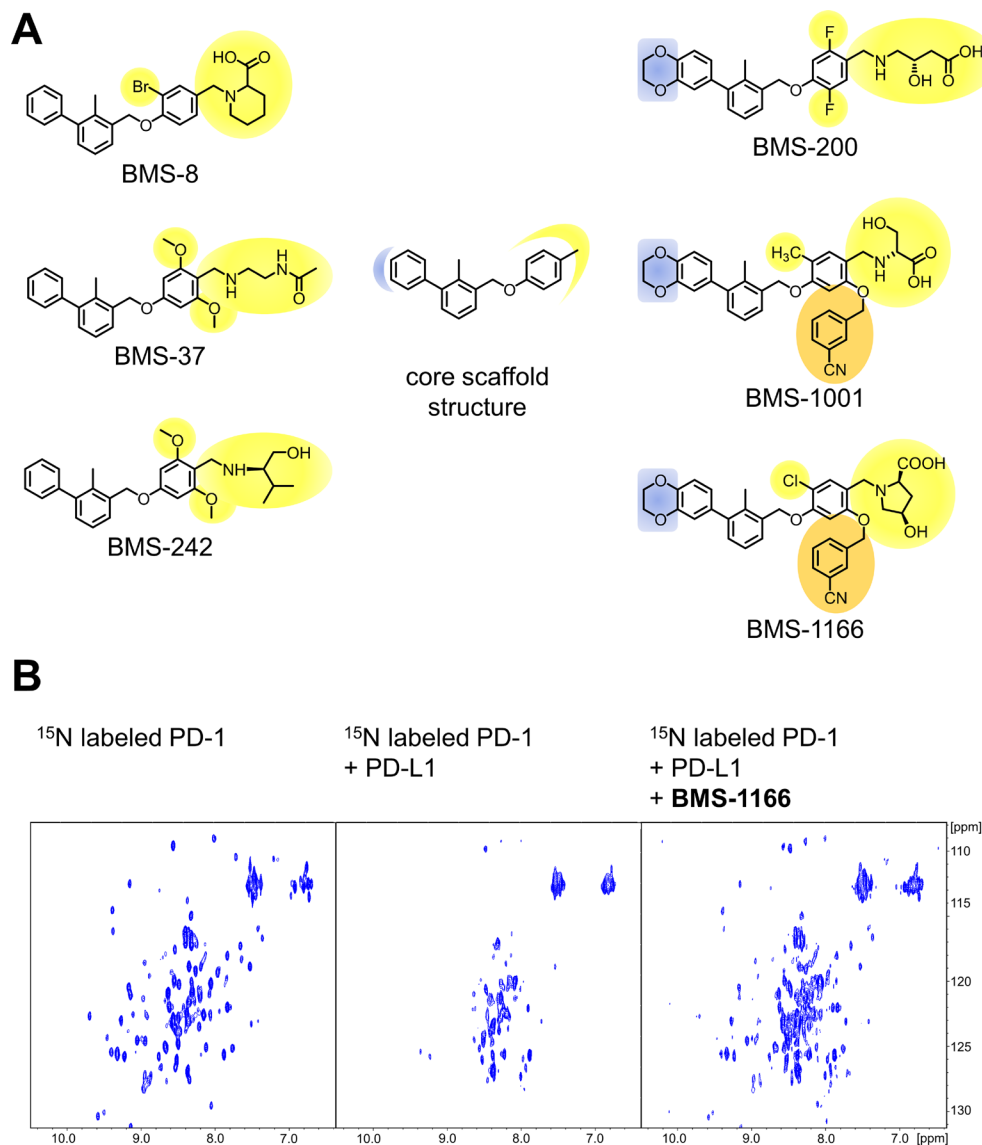 A
HO
O
Br
N
O
BMS-8
F
N
H
OH
O
OH
O
O
O
F
BMS-200
O
N
H
H
N
O
O
O
BMS-37
O
core scaffold
structure
HO
H3C
N
H
O
OH
O
O
O
O
CN
BMS-1001
O
NH
OH
O
O
BMS-242
Cl
N
COOH
OH
O
O
O
O
CN
BMS-1166
B
15N labeled PD-1
15N labeled PD-1
+ PD-L1
15N labeled PD-1
+ PD-L1
+ BMS-1166
[ppm]
110
115
120
125
130
10.0 9.0 8.0 7.0
10.0 9.0 8.0 7.0
10.0 9.0 8.0 7.0 [ppm]